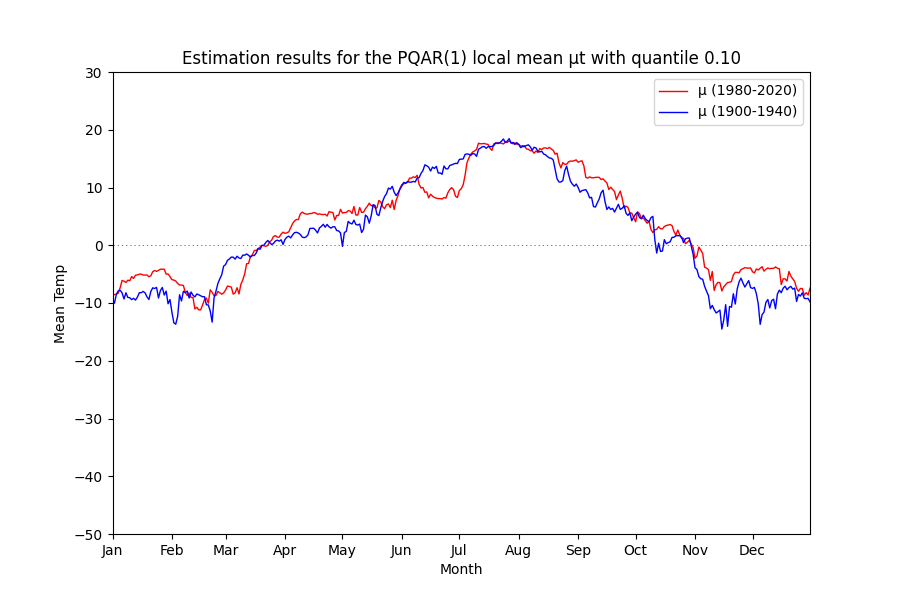 Estimation results for the PQAR(1) local mean μt with quantile 0.10
μ (1980-2020)
μ (1900-1940)
30
20
10
0
−10
−20
−30
−40
−50
Mean Temp
Jan Feb Mar Apr May Jun Jul Aug Sep Oct Nov Dec
Month